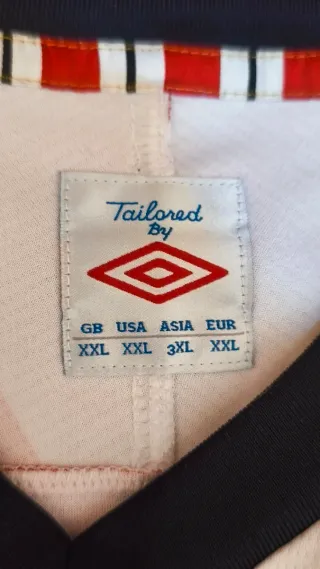 Tailored
By
GB USA ASIA EUR
XXL XXL 3XL XXL